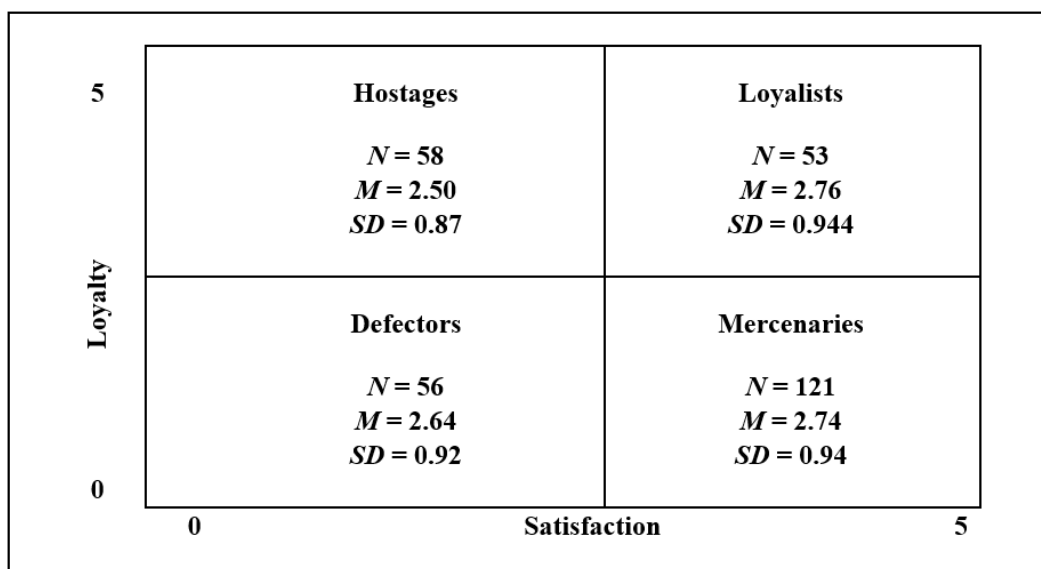 5
Hostages
N = 58
M = 2.50
SD = 0.87
Loyalists
N = 53
M = 2.76
SD = 0.944
Loyalty
Defectors
N = 56
M = 2.64
SD = 0.92
Mercenaries
N = 121
M = 2.74
SD = 0.94
0
0
Satisfaction
5